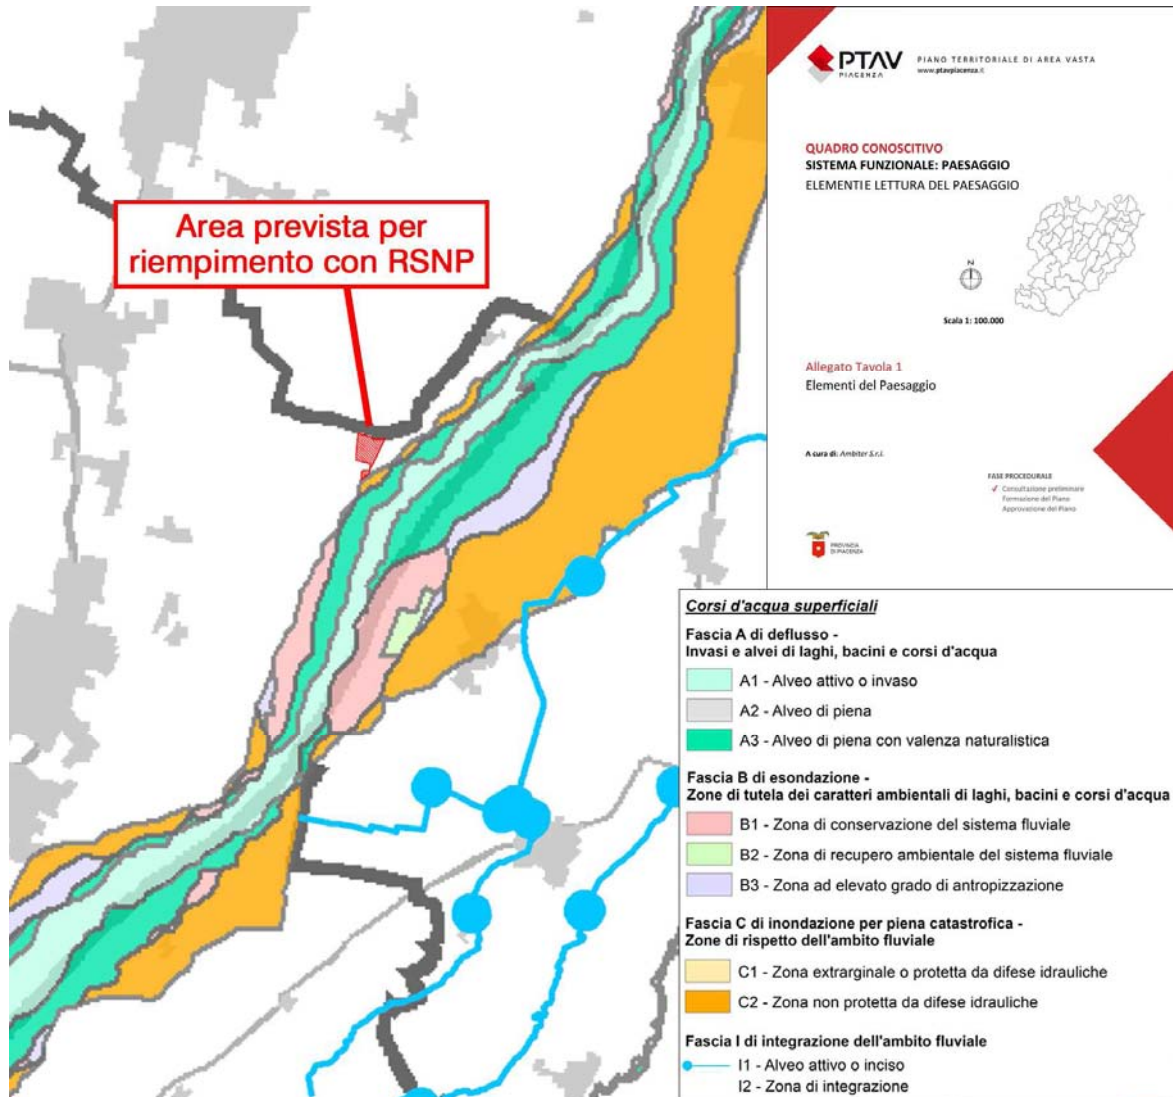 Area prevista per
riempimento con RSNP
PTAV
PIACENZA
PIANO TERRITORIALE DI AREA VASTA
www.ptavpiacenza.it
QUADRO CONOSCITIVO
SISTEMA FUNZIONALE: PAESAGGIO
ELEMENTI E LETTURA DEL PAESAGGIO
N
Scala 1: 100.000
Allegato Tavola 1
Elementi del Paesaggio
A cura di: Ambiter S.r.l.
FASE PROCEDURALE
✓ Consultazione preliminare
Formazione del Piano
Approvazione del Piano
PROVINCIA
DI PIACENZA
Corsi d'acqua superficiali
Fascia A di deflusso -
Invasi e alvei di laghi, bacini e corsi d'acqua
A1 - Alveo attivo o invaso
A2 - Alveo di piena
A3 - Alveo di piena con valenza naturalistica
Fascia B di esondazione -
Zone di tutela dei caratteri ambientali di laghi, bacini e corsi d'acqua
B1 - Zona di conservazione del sistema fluviale
B2 - Zona di recupero ambientale del sistema fluviale
B3 - Zona ad elevato grado di antropizzazione
Fascia C di inondazione per piena catastrofica -
Zone di rispetto dell'ambito fluviale
C1 - Zona extrarginale o protetta da difese idrauliche
C2 - Zona non protetta da difese idrauliche
Fascia I di integrazione dell'ambito fluviale
I1 - Alveo attivo o inciso
I2 - Zona di integrazione